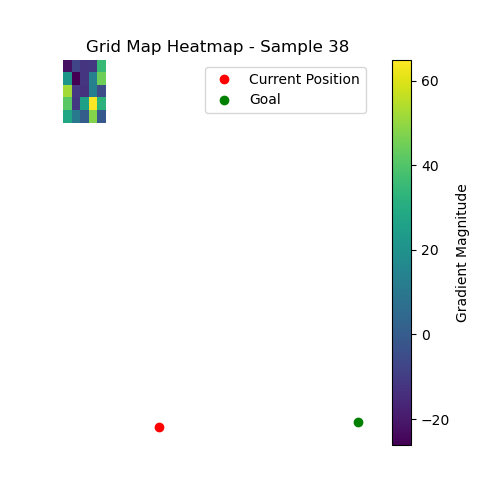 Grid Map Heatmap - Sample 38
Current Position
Goal
60
40
20
0
−20
Gradient Magnitude